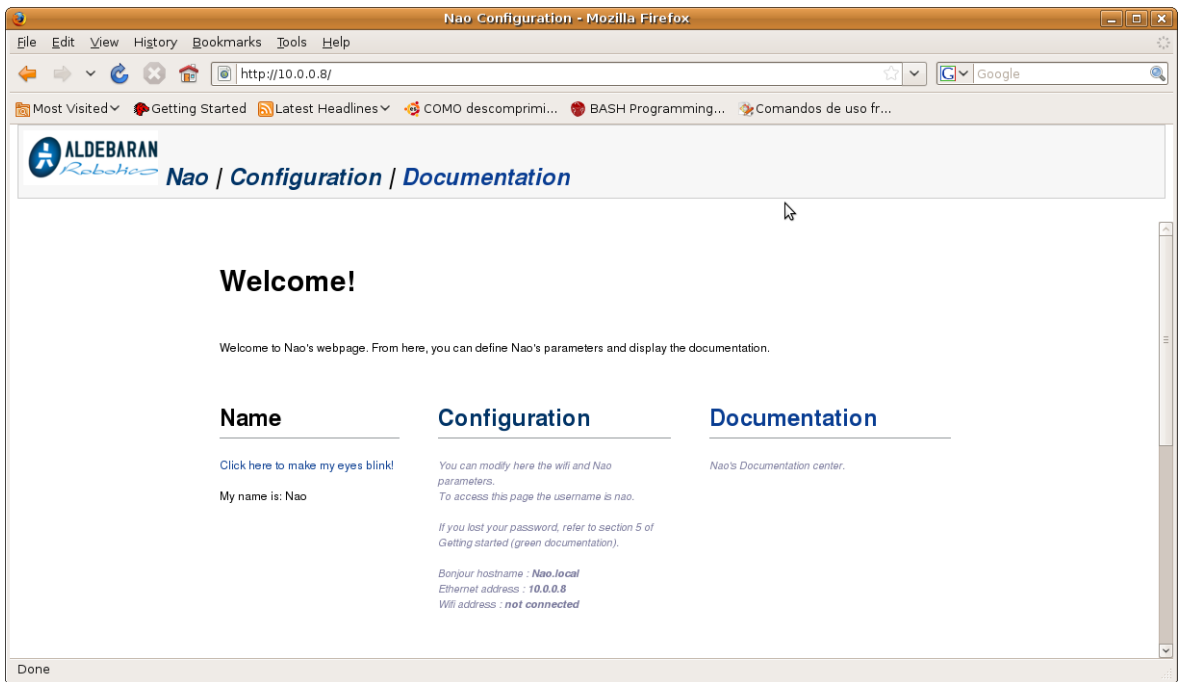 Nao Configuration - Mozilla Firefox
File Edit View History Bookmarks Tools Help
http://10.0.0.8/
G Google
Most Visited Getting Started Latest Headlines COMO descomprimi... BASH Programming... Comandos de uso fr...
ALDEBARAN
Robotics
Nao | Configuration | Documentation
Welcome!
Welcome to Nao's webpage. From here, you can define Nao's parameters and display the documentation.
Name
Click here to make my eyes blink!
My name is: Nao
Configuration
You can modify here the wifi and Nao
parameters.
To access this page the username is nao.
If you lost your password, refer to section 5 of
Getting started (green documentation).
Bonjour hostname : Nao.local
Ethernet address : 10.0.0.8
Wifi address : not connected
Documentation
Nao's Documentation center.
Done